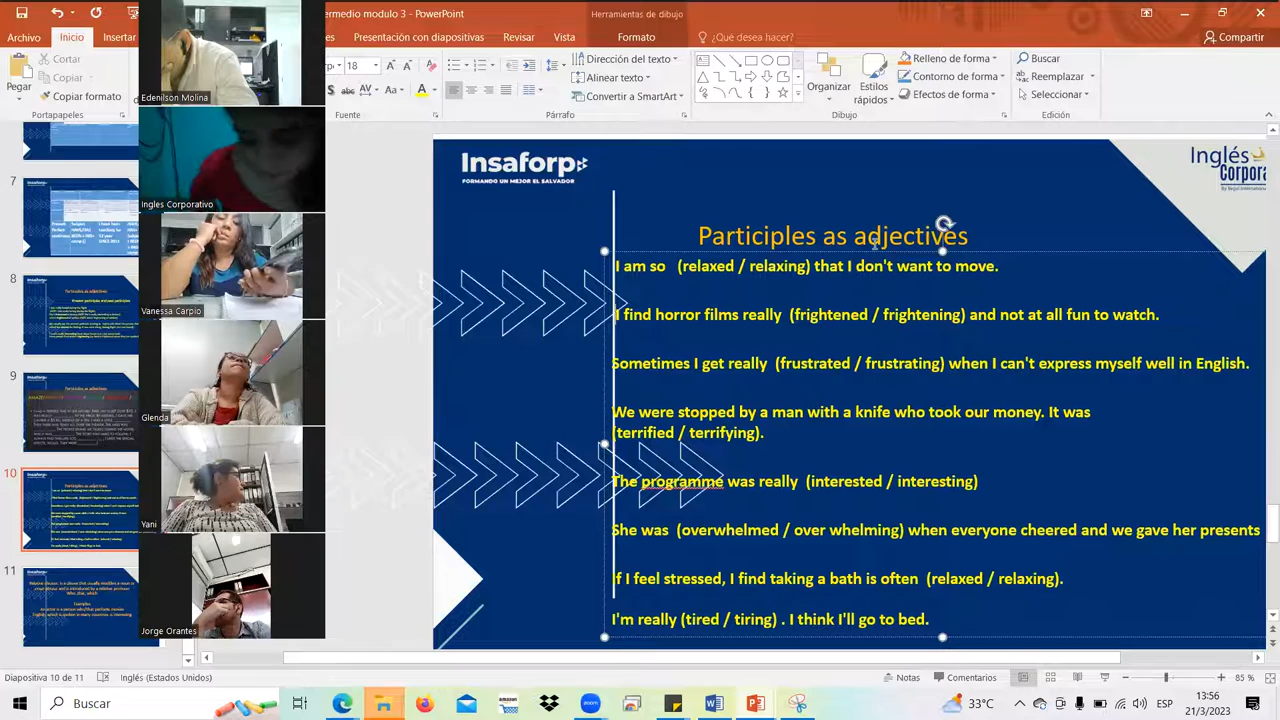 termedio M5 - PowerPoint
Herramientas de dibujo
Archivo
Inicio
Insertar
Presentación con diapositivas
Revisar
Vista
Formato
¿Qué desea hacer?
Compartir
Cortar
Copiar
Copiar formato
Pegar
18
Dirección del texto
Alinear texto
Convertir a SmartArt
Organizar
Estilos
rápidos
Relleno de forma
Contorno de forma
Efectos de forma
Buscar
Reemplazar
Seleccionar
Portapapeles
Fuente
Párrafo
Dibujo
Edición
Edenilson Molina
Ingles Corporativo
Vanessa Carpio
Glenda
Yani
Jorge Orantes
7
8
9
10
11
Insaforp
FORMANDO UN MEJOR EL SALVADOR
Inglés
Corpora
Participles as adjectives
I am so (relaxed / relaxing) that I don't want to move.
I find horror films really (frightened / frightening) and not at all fun to watch.
Sometimes I get really (frustrated / frustrating) when I can't express myself well in English.
We were stopped by a man with a knife who took our money. It was
(terrified / terrifying).
The programme was really (interested / interesting)
She was (overwhelmed / over whelming) when everyone cheered and we gave her presents
If I feel stressed, I find having a bath is often (relaxed / relaxing).
I'm really (tired / tiring) . I think I'll go to bed.
Diapositiva 10 de 11
Inglés (Estados Unidos)
Notas
Comentarios
85 %
Buscar
33°C
ESP
13:56
21/3/2023